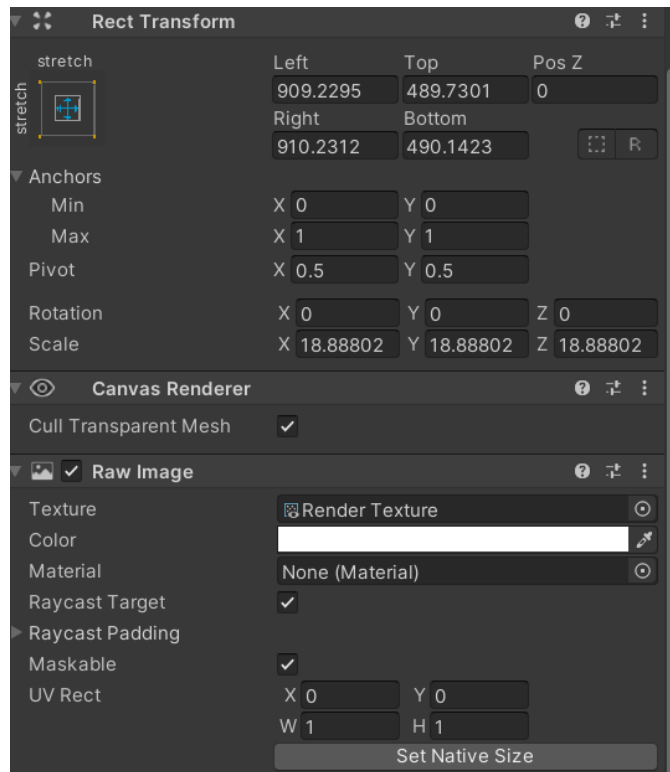 Rect Transform
stretch
stretch
Left Top Pos Z
909.2295 489.7301 0
Right Bottom
910.2312 490.1423 R
Anchors
Min X 0 Y 0
Max X 1 Y 1
Pivot X 0.5 Y 0.5
Rotation X 0 Y 0 Z 0
Scale X 18.88802 Y 18.88802 Z 18.88802
Canvas Renderer
Cull Transparent Mesh
Raw Image
Texture Render Texture
Color
Material None (Material)
Raycast Target
Raycast Padding
Maskable
UV Rect X 0 Y 0
W 1 H 1
Set Native Size